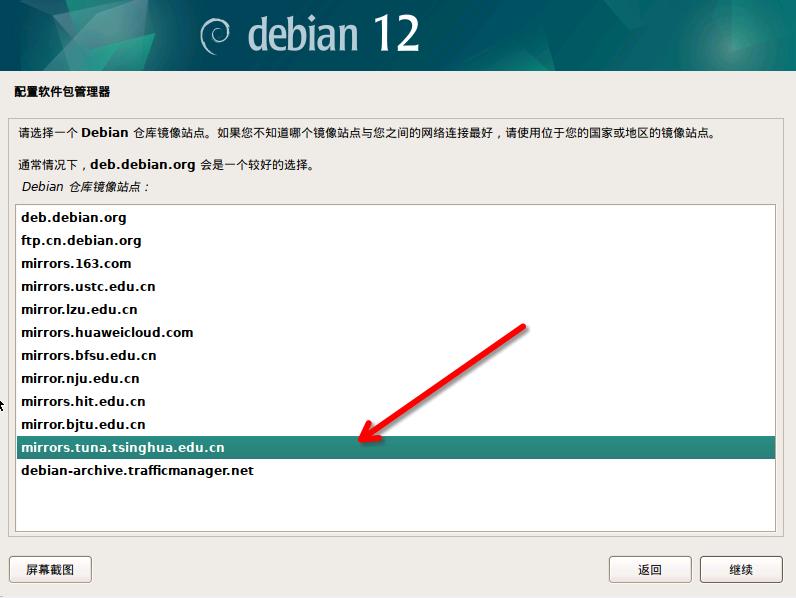 debian 12
配置软件包管理器
请选择一个 Debian 仓库镜像站点。如果您不知道哪个镜像站点与您之间的网络连接最好，请使用位于您的国家或地区的镜像站点。
通常情况下，deb.debian.org 会是一个较好的选择。
Debian 仓库镜像站点：
deb.debian.org
ftp.cn.debian.org
mirrors.163.com
mirrors.ustc.edu.cn
mirror.lzu.edu.cn
mirrors.huaweicloud.com
mirrors.bfsu.edu.cn
mirror.nju.edu.cn
mirrors.hit.edu.cn
mirror.bjtu.edu.cn
mirrors.tuna.tsinghua.edu.cn
debian-archive.trafficmanager.net
屏幕截图
返回
继续